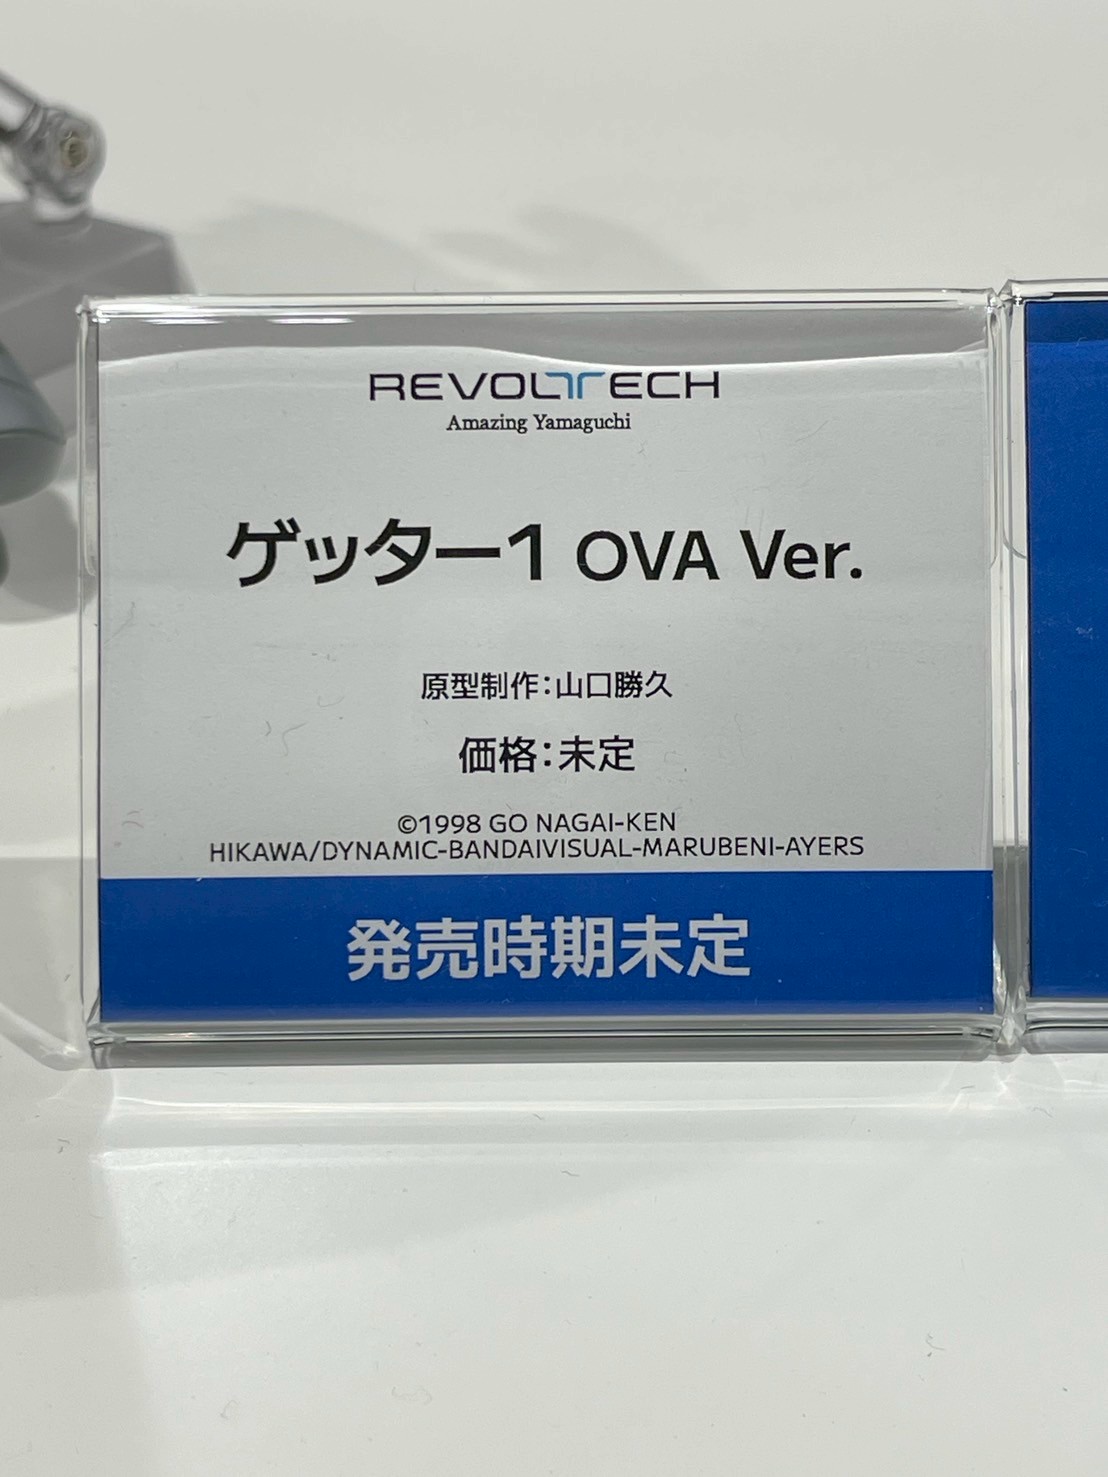 REVOLTECH
Amazing Yamaguchi
ゲッター1 OVA Ver.
原型制作:山口勝久
価格:未定
©1998 GO NAGAI-KEN
HIKAWA/DYNAMIC-BANDAIVISUAL-MARUBENI-AYERS
発売時期未定